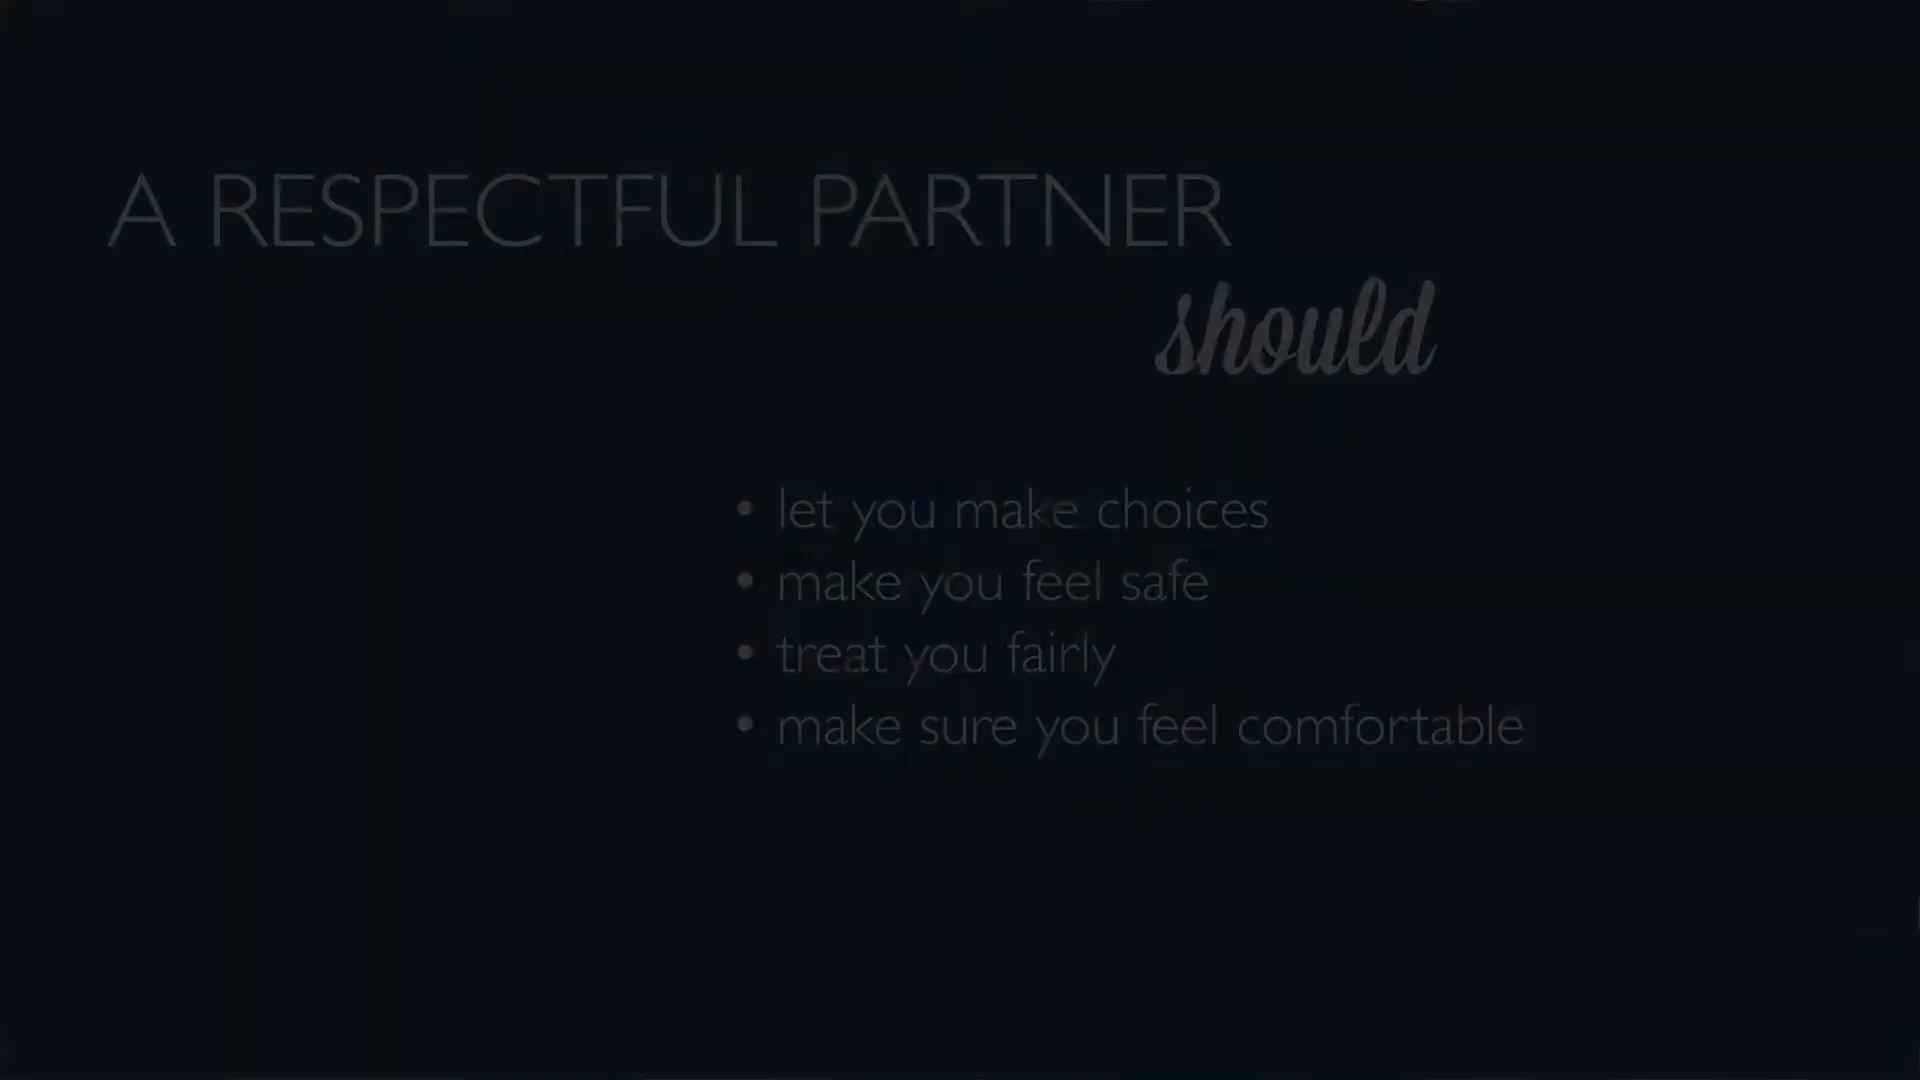 A RESPECTFUL PARTNER
should
• let you make choices
• make you feel safe
• treat you fairly
• make sure you feel comfortable